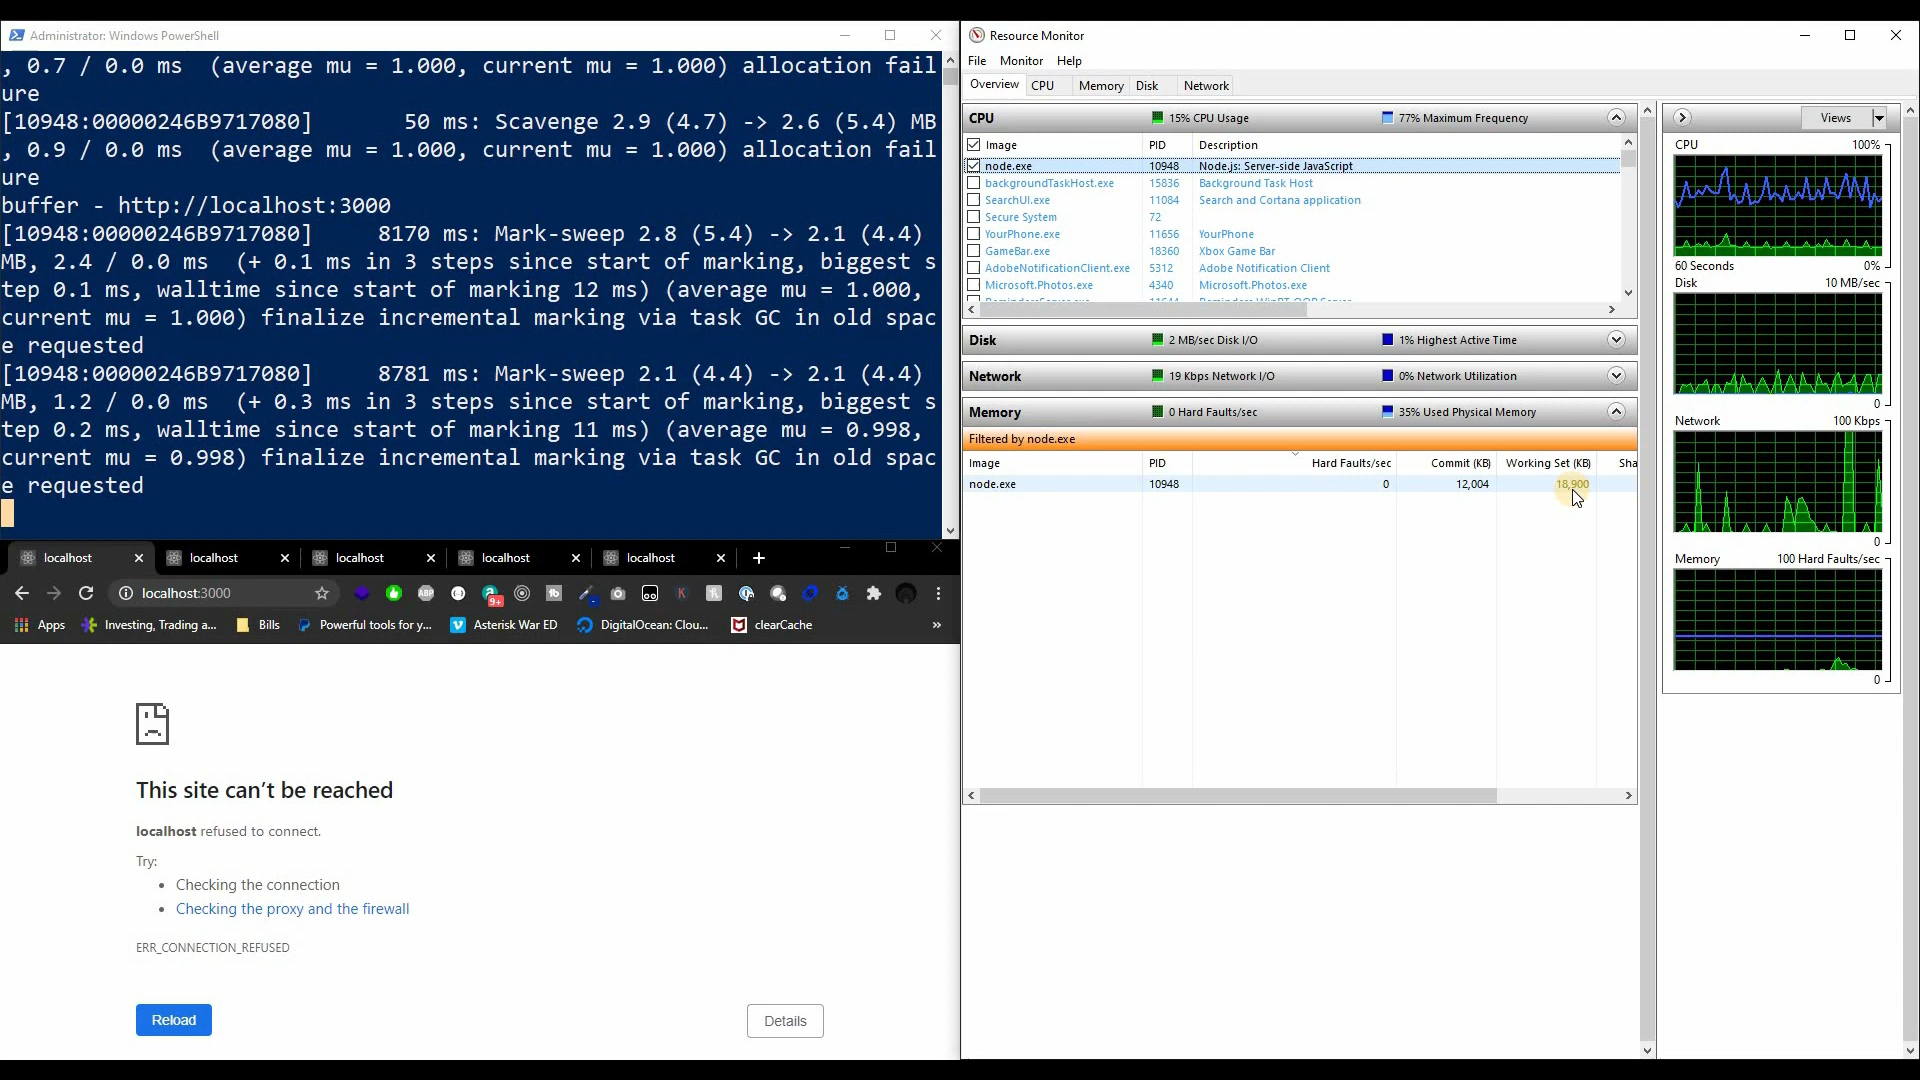 Administrator: Windows PowerShell
, 0.7 / 0.0 ms  (average mu = 1.000, current mu = 1.000) allocation fail
ure
[10948:00000246B9717080]       50 ms: Scavenge 2.9 (4.7) -> 2.6 (5.4) MB
, 0.9 / 0.0 ms  (average mu = 1.000, current mu = 1.000) allocation fail
ure
buffer - http://localhost:3000
[10948:00000246B9717080]     8170 ms: Mark-sweep 2.8 (5.4) -> 2.1 (4.4)
MB, 2.4 / 0.0 ms  (+ 0.1 ms in 3 steps since start of marking, biggest s
tep 0.1 ms, walltime since start of marking 12 ms) (average mu = 1.000,
current mu = 1.000) finalize incremental marking via task GC in old spac
e requested
[10948:00000246B9717080]     8781 ms: Mark-sweep 2.1 (4.4) -> 2.1 (4.4)
MB, 1.2 / 0.0 ms  (+ 0.3 ms in 3 steps since start of marking, biggest s
tep 0.2 ms, walltime since start of marking 11 ms) (average mu = 0.998,
current mu = 0.998) finalize incremental marking via task GC in old spac
e requested
localhost localhost localhost localhost localhost
localhost:3000
ABP 9+ tb K
Apps Investing, Trading a... Bills Powerful tools for y... Asterisk War ED DigitalOcean: Clou... clearCache »
This site can't be reached
localhost refused to connect.
Try:
• Checking the connection
• Checking the proxy and the firewall
ERR_CONNECTION_REFUSED
Reload Details
Resource Monitor
File Monitor Help
Overview CPU Memory Disk Network
CPU 15% CPU Usage 77% Maximum Frequency
Image PID Description
node.exe 10948 Node.js: Server-side JavaScript
backgroundTaskHost.exe 15836 Background Task Host
SearchUI.exe 11084 Search and Cortana application
Secure System 72
YourPhone.exe 11656 YourPhone
GameBar.exe 18360 Xbox Game Bar
AdobeNotificationClient.exe 5312 Adobe Notification Client
Microsoft.Photos.exe 4340 Microsoft.Photos.exe
Disk 2 MB/sec Disk I/O 1% Highest Active Time
Network 19 Kbps Network I/O 0% Network Utilization
Memory 0 Hard Faults/sec 35% Used Physical Memory
Filtered by node.exe
Image PID Hard Faults/sec Commit (KB) Working Set (KB) Sha
node.exe 10948 0 12,004 18,900
Views
CPU 100%
60 Seconds 0%
Disk 10 MB/sec
0
Network 100 Kbps
0
Memory 100 Hard Faults/sec
0